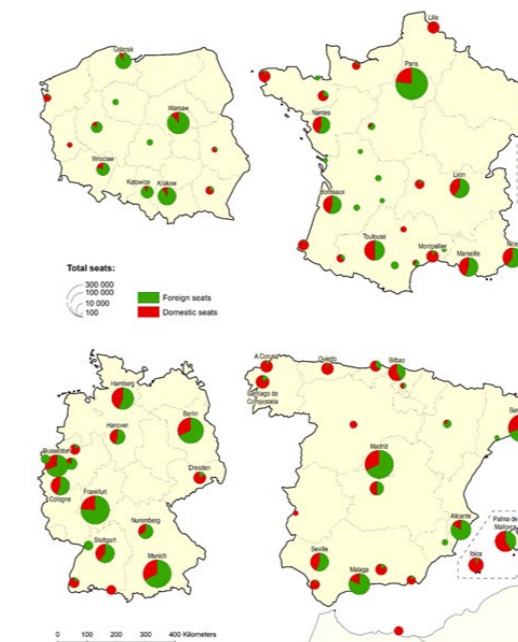 Gdansk
Warsaw
Wroclaw
Katowice
Krakow
Lille
Paris
Nantes
Lyon
Bordeaux
Toulouse
Montpellier
Marseille
Nice
Total seats:
300 000
100 000
10 000
100
Foreign seats
Domestic seats
Hamburg
Berlin
Hanover
Dusseldorf
Dresden
Cologne
Frankfurt
Nuremberg
Stuttgart
Munich
A Coruna
Oviedo
Bilbao
Santiago de
Compostela
Madrid
Alicante
Palma de
Mallorca
Ibiza
Seville
Malaga
0 100 200 300 400 Kilometers